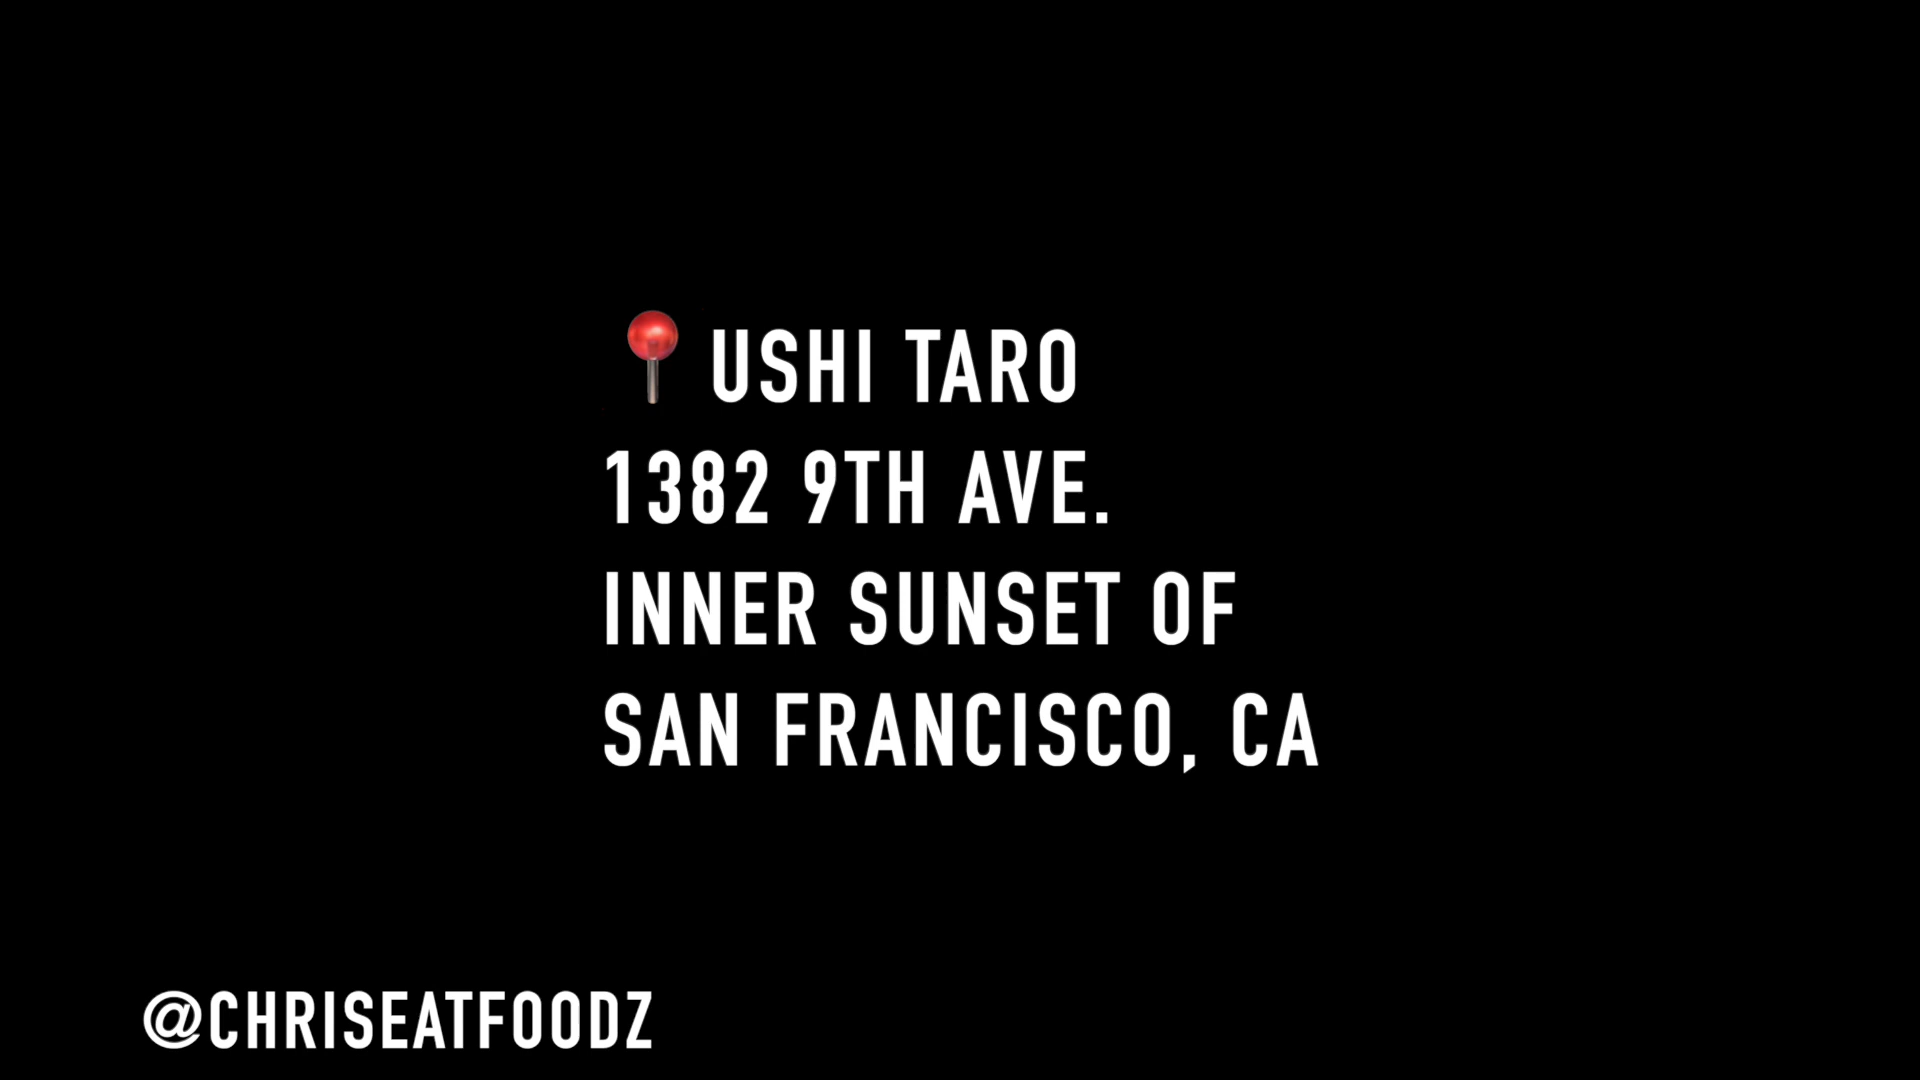 📍 USHI TARO
1382 9TH AVE.
INNER SUNSET OF
SAN FRANCISCO, CA
@CHRISEATFOODZ